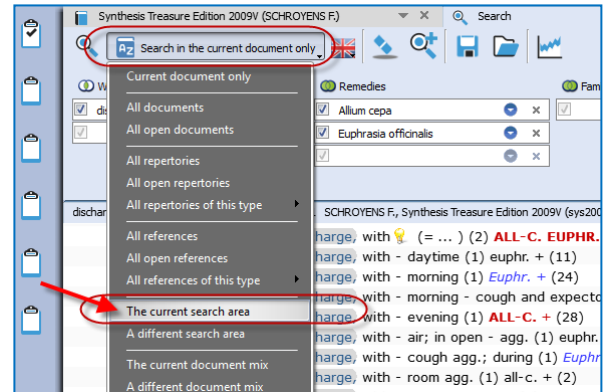 Synthesis Treasure Edition 2009V (SCHROYENS F.) Search
Search in the current document only
Current document only
All documents
All open documents
All repertories
All open repertories
All repertories of this type
All references
All open references
All references of this type
The current search area
A different search area
The current document mix
A different document mix
W Remedies Fam
Allium cepa
Euphrasia officinalis
dischar SCHROYENS F., Synthesis Treasure Edition 2009V (sys200
harge, with (= ... ) (2) ALL-C. EUPHR.
harge, with - daytime (1) euphr. + (11)
harge, with - morning (1) Euphr. + (24)
harge, with - morning - cough and expecto
harge, with - evening (1) ALL-C. + (28)
harge, with - air; in open - agg. (1) euphr.
harge, with - cough agg.; during (1) Euphr
harge, with - room agg. (1) all-c. + (2)